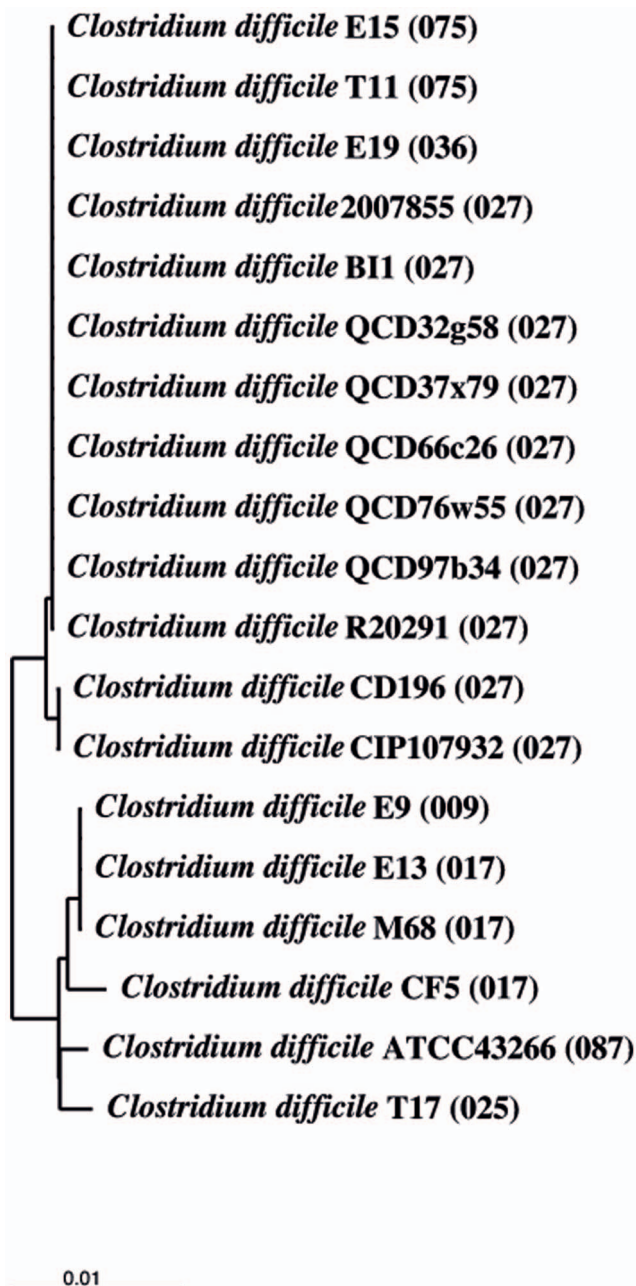 Clostridium difficile E15 (075)
Clostridium difficile T11 (075)
Clostridium difficile E19 (036)
Clostridium difficile 2007855 (027)
Clostridium difficile BI1 (027)
Clostridium difficile QCD32g58 (027)
Clostridium difficile QCD37x79 (027)
Clostridium difficile QCD66c26 (027)
Clostridium difficile QCD76w55 (027)
Clostridium difficile QCD97b34 (027)
Clostridium difficile R20291 (027)
Clostridium difficile CD196 (027)
Clostridium difficile CIP107932 (027)
Clostridium difficile E9 (009)
Clostridium difficile E13 (017)
Clostridium difficile M68 (017)
Clostridium difficile CF5 (017)
Clostridium difficile ATCC43266 (087)
Clostridium difficile T17 (025)
0.01